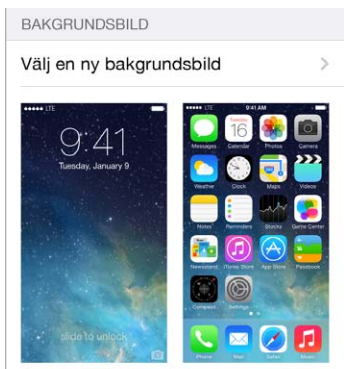 BAKGRUNDSBILD
Välj en ny bakgrundsbild
LTE
9:41
Tuesday, January 9
slide to unlock
LTE 9:41 AM
Tuesday
16
Messages Calendar Photos Camera
Weather Clock Maps Videos
Notes Reminders Stocks Game Center
Newsstand iTunes Store App Store Passbook
Compass Settings
Phone Mail Safari Music